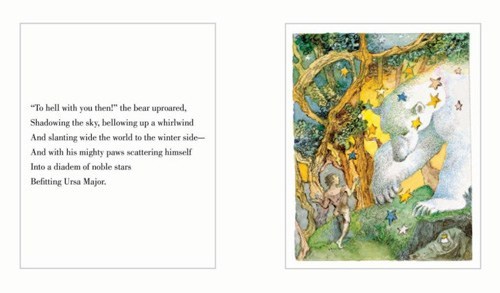 “To hell with you then!” the bear uproared,
Shadowing the sky, bellowing up a whirlwind
And slanting wide the world to the winter side—
And with his mighty paws scattering himself
Into a diadem of noble stars
Befitting Ursa Major.